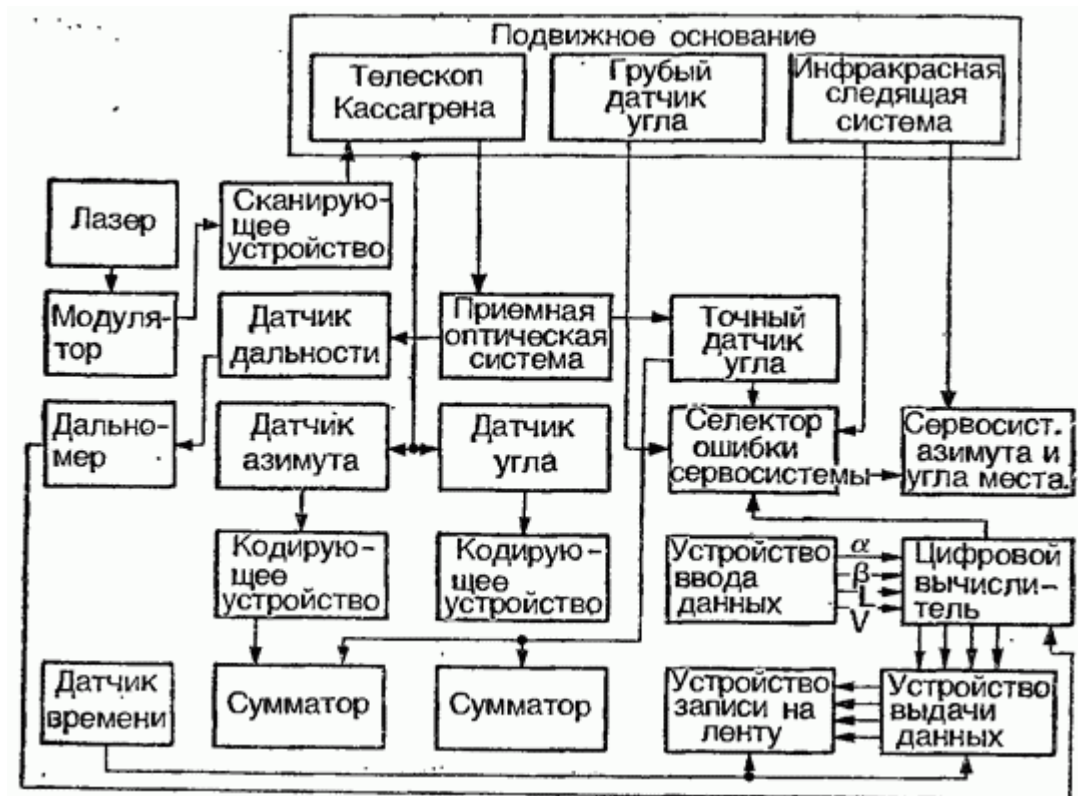 Подвижное основание
Телескоп
Кассагрена
Грубый
датчик
угла
Инфракрасная
следящая
система
Лазер
Сканирую-
щее
устройство
Модуля-
тор
Датчик
дальности
Приемная
оптическая
система
Точный
датчик
угла
Дально-
мер
Датчик
азимута
Датчик
угла
Селектор
ошибки
сервосистемы
Сервосист.
азимута и
угла места.
Кодирую-
щее
устройство
Кодирую-
щее
устройство
Устройство
ввода
данных
α
β
L
V
Цифровой
вычисли-
тель
Датчик
времени
Сумматор
Сумматор
Устройство
записи на
ленту
Устройство
выдачи
данных